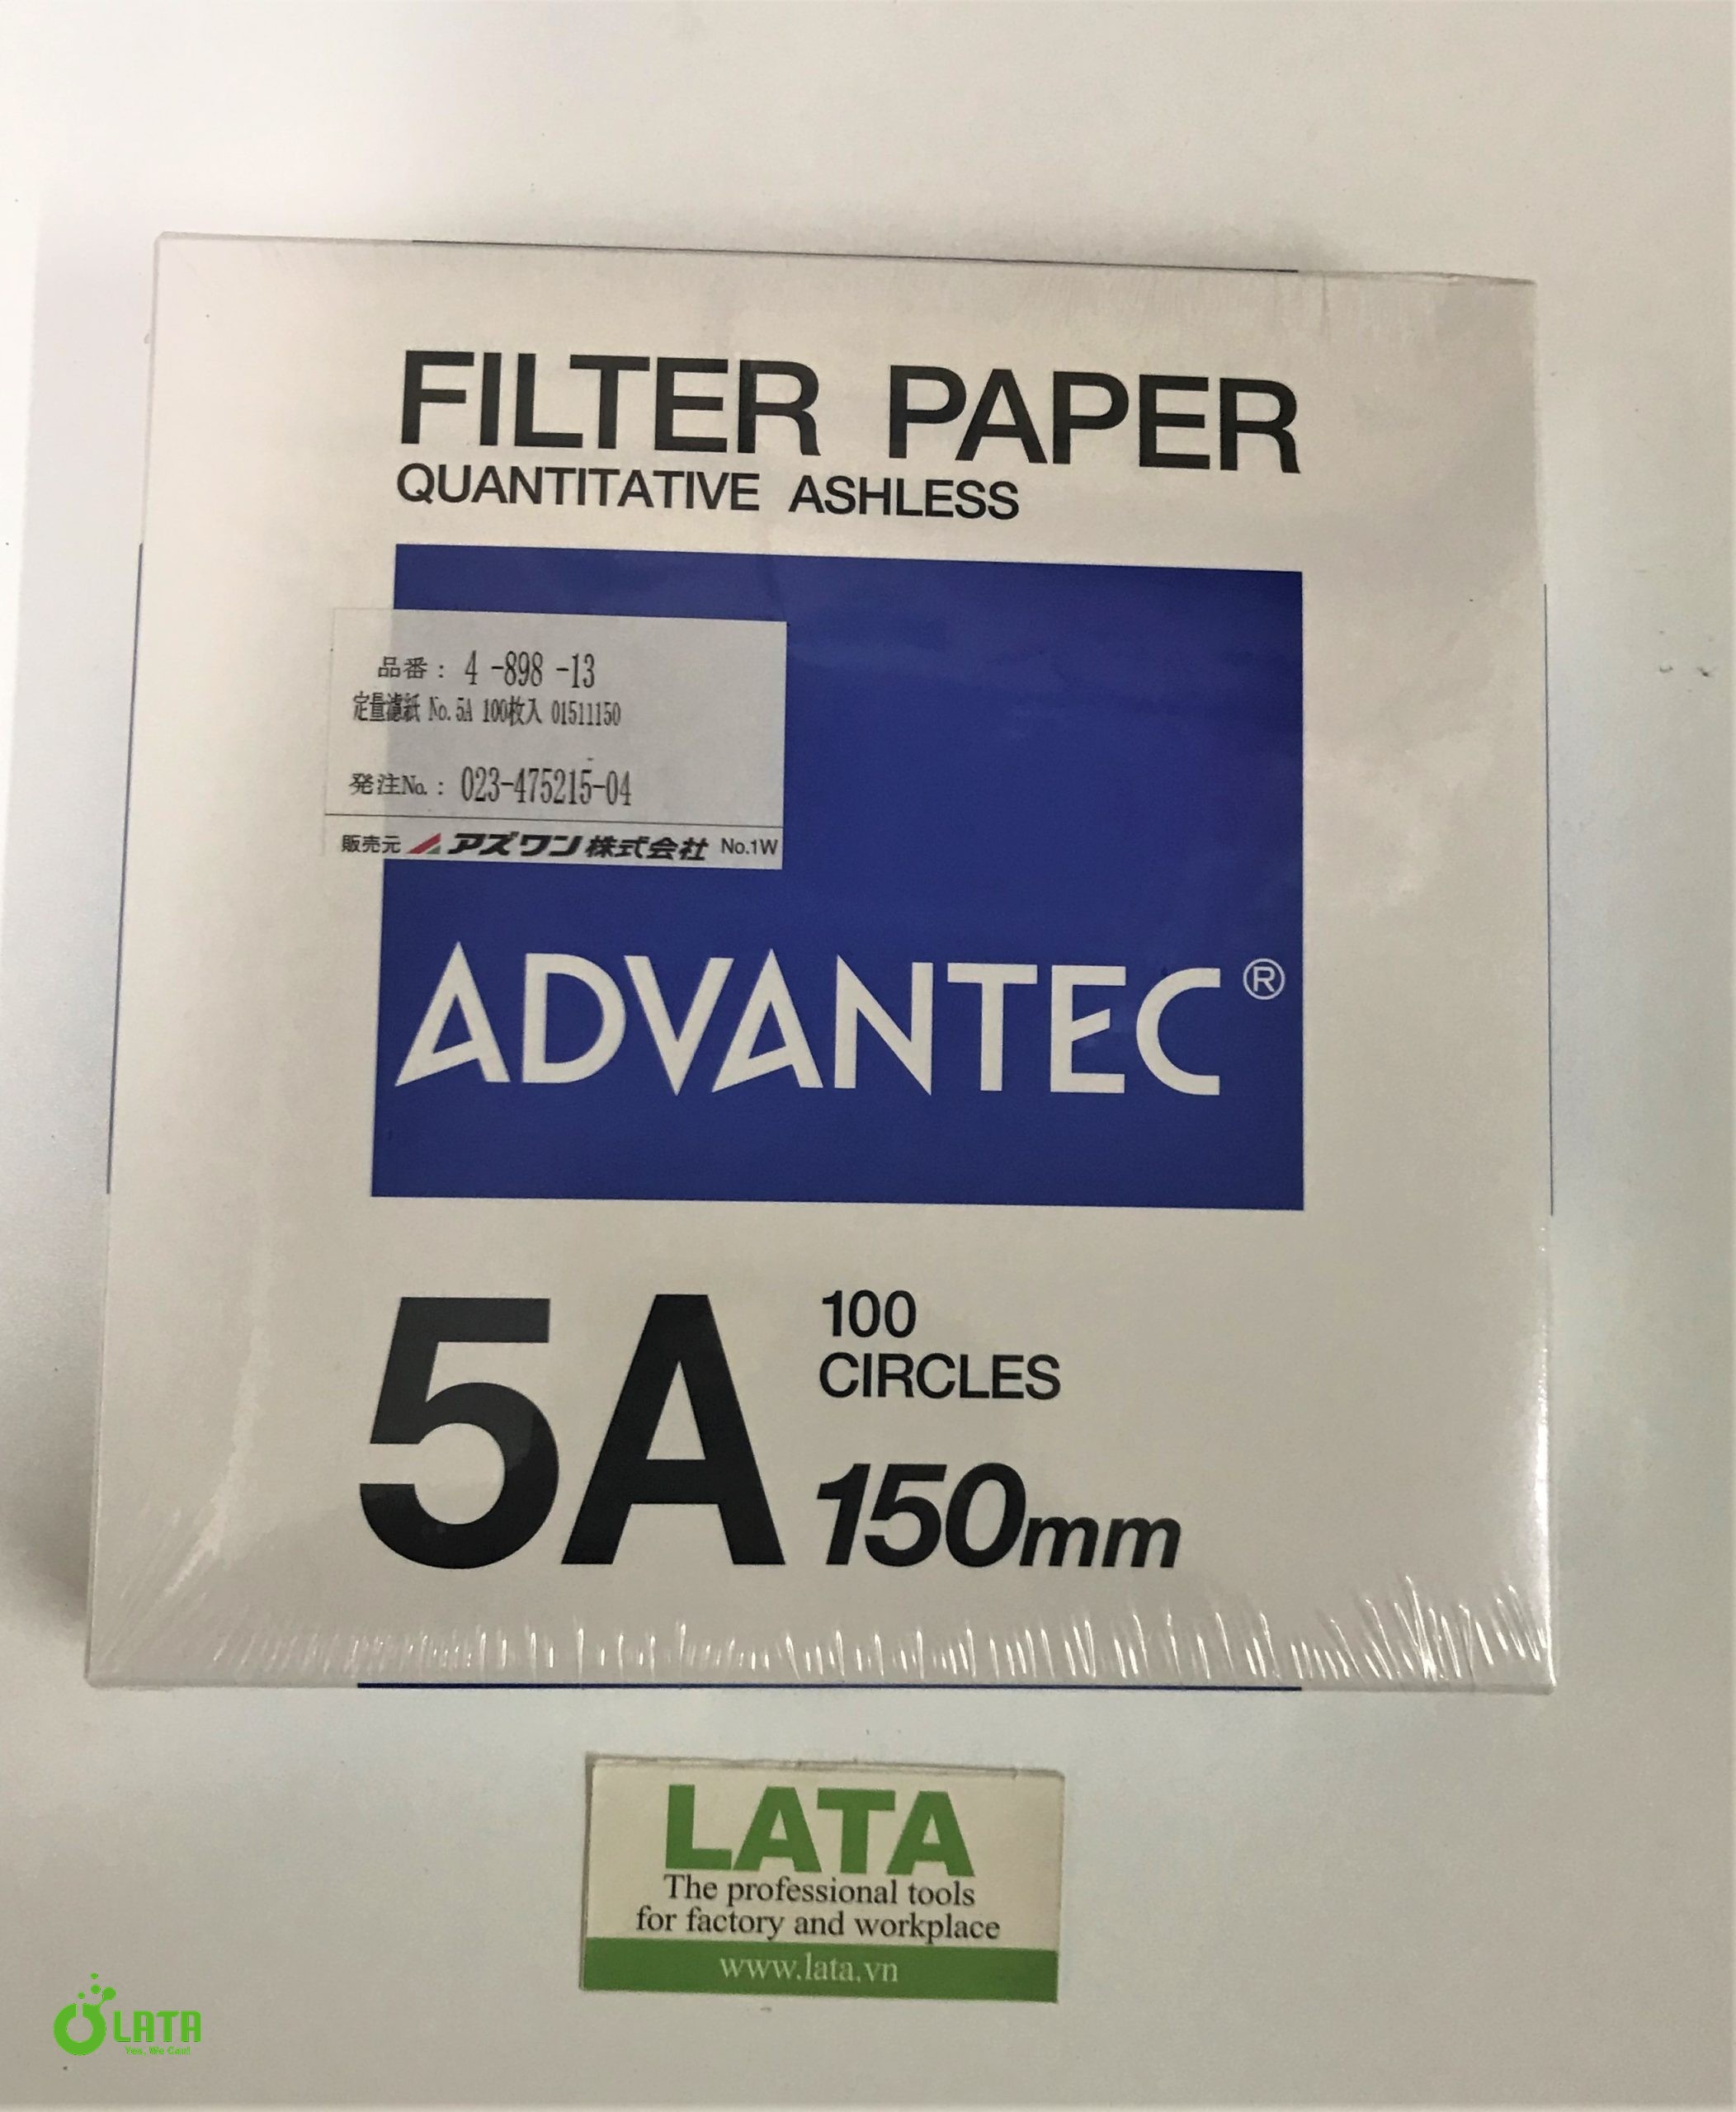 FILTER PAPER
QUANTITATIVE ASHLESS
品番： 4 -898 -13
定量濾紙 No.5A 100枚入 01511150
発注No.： 023-475215-04
販売元 アズワン株式会社 No.1W
ADVANTEC®
5A
100
CIRCLES
150mm
LATA
The professional tools
for factory and workplace
www.lata.vn
LATA
Yes, We Can!